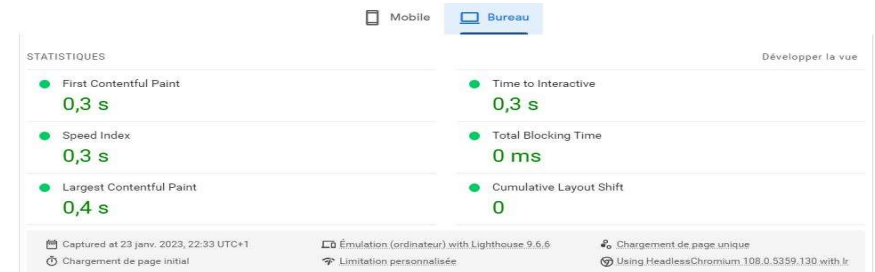 Mobile
Bureau
STATISTIQUES
Développer la vue
First Contentful Paint
0,3 s
Time to Interactive
0,3 s
Speed Index
0,3 s
Total Blocking Time
0 ms
Largest Contentful Paint
0,4 s
Cumulative Layout Shift
0
Captured at 23 janv. 2023, 22:33 UTC+1
Émulation (ordinateur) with Lighthouse 9.6.6
Chargement de page unique
Chargement de page initial
Limitation personnalisée
Using HeadlessChromium 108.0.5359.130 with lr